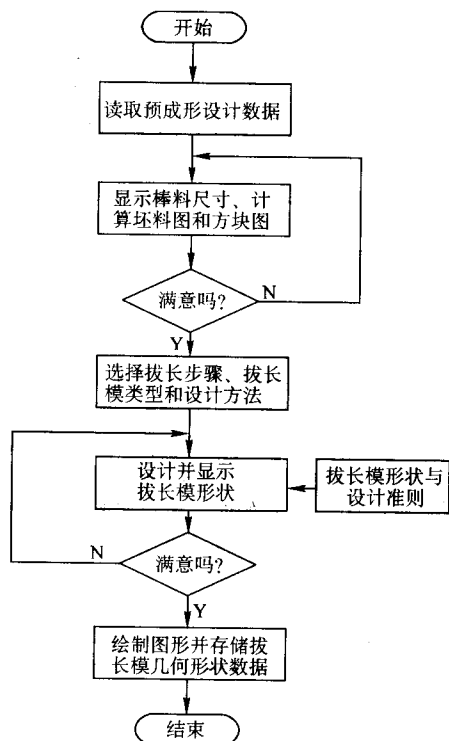 开始
读取预成形设计数据
显示棒料尺寸、计
算坯料图和方块图
满意吗?
N
Y
选择拔长步骤、拔长
模类型和设计方法
设计并显示
拔长模形状
拔长模形状与
设计准则
N
满意吗?
Y
绘制图形并存储拔
长模几何形状数据
结束